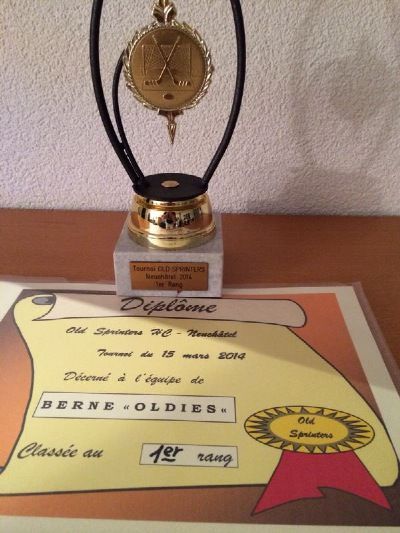 Tournoi OLD SPRINTERS
Neuchâtel 2014
1er Rang
Diplôme
Old Sprinters HC - Neuchâtel
Tournoi du 15 mars 2014
Décerné à l'équipe de
BERNE «OLDIES«
Classée au 1er rang
Old
Sprinters